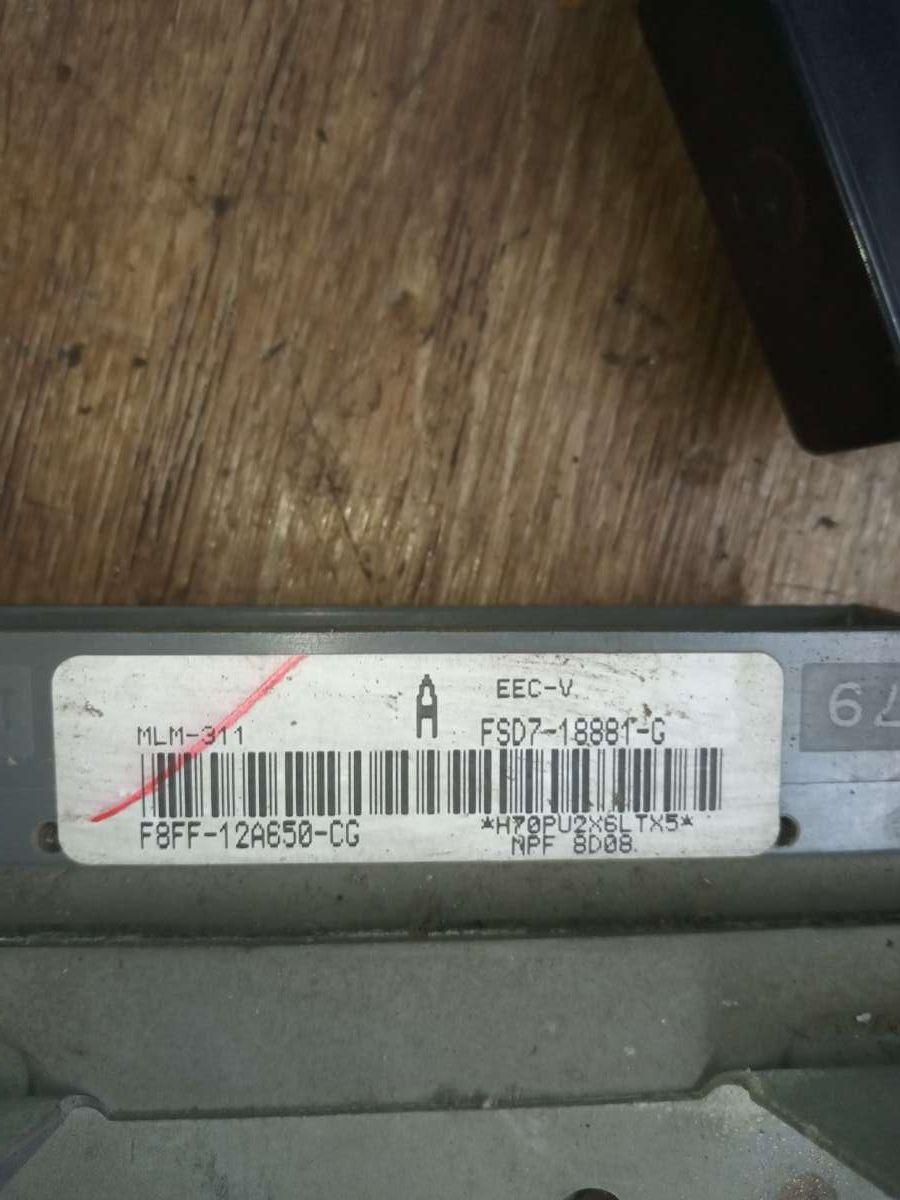 EEC-V
MLM-311
FSD7-18881-G
F8FF-12A650-CG
*H70PU2X6LTX5*
NPF 8D08